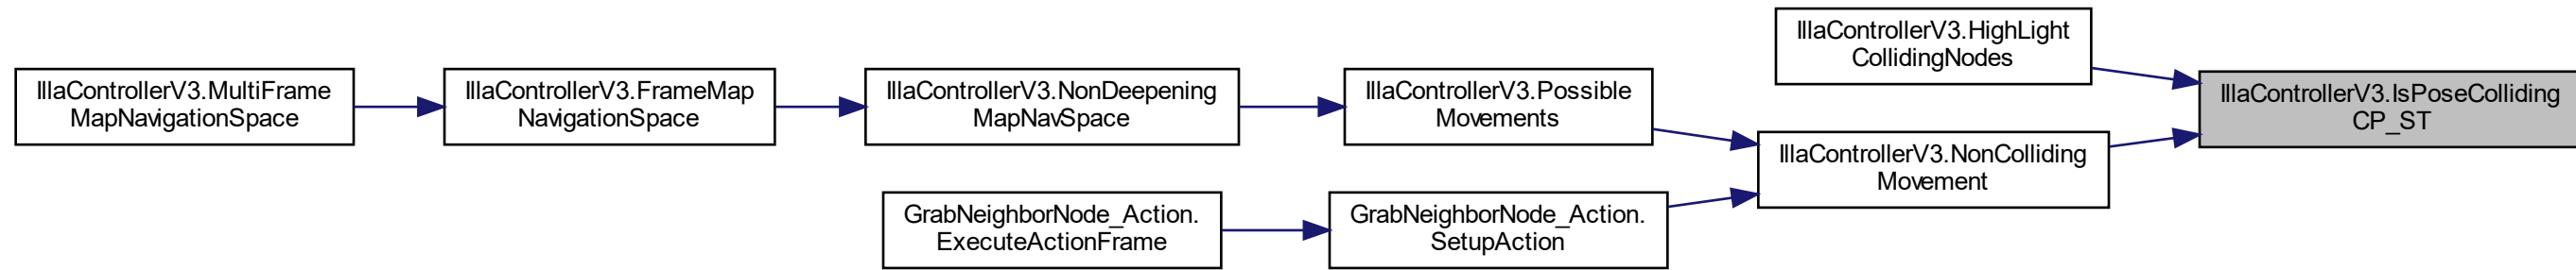 IllaControllerV3.MultiFrame
MapNavigationSpace
IllaControllerV3.FrameMap
NavigationSpace
IllaControllerV3.NonDeepening
MapNavSpace
IllaControllerV3.Possible
Movements
IllaControllerV3.HighLight
CollidingNodes
IllaControllerV3.IsPoseColliding
CP_ST
IllaControllerV3.NonColliding
Movement
GrabNeighborNode_Action.
ExecuteActionFrame
GrabNeighborNode_Action.
SetupAction